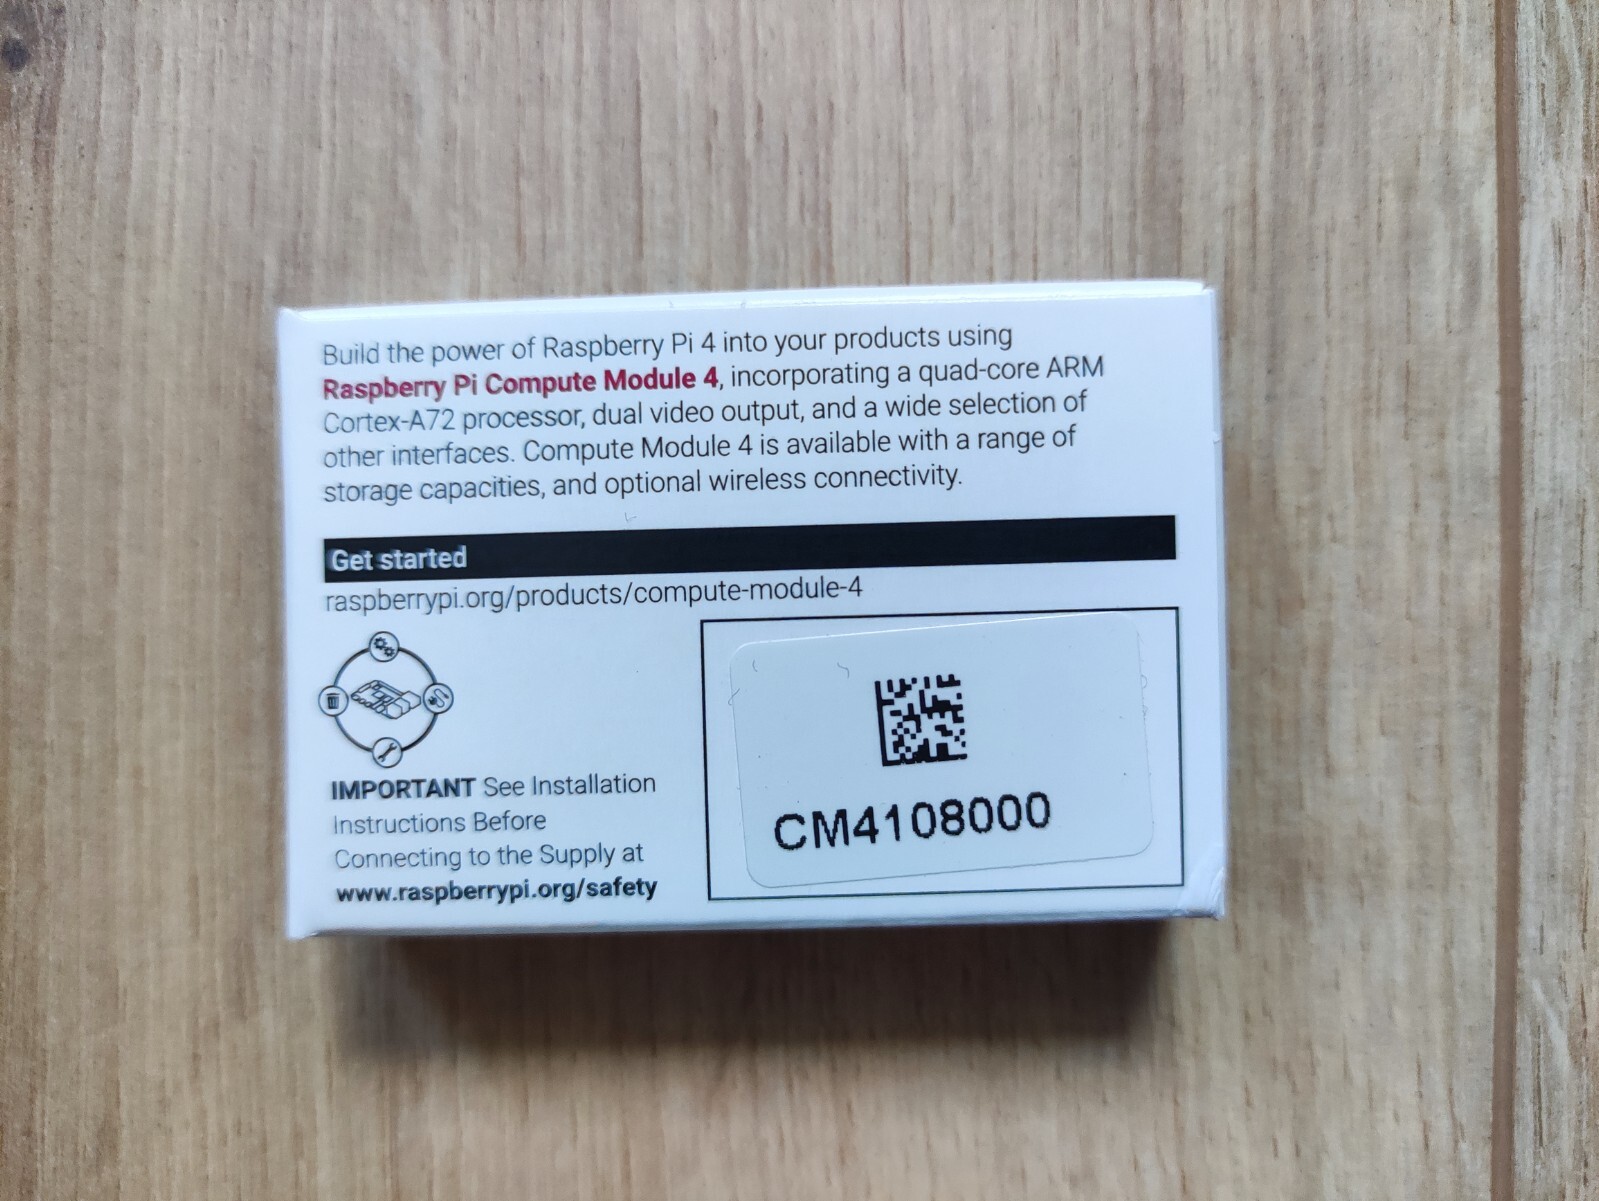 Build the power of Raspberry Pi 4 into your products using
Raspberry Pi Compute Module 4, incorporating a quad-core ARM
Cortex-A72 processor, dual video output, and a wide selection of
other interfaces. Compute Module 4 is available with a range of
storage capacities, and optional wireless connectivity.
Get started
raspberrypi.org/products/compute-module-4
IMPORTANT See Installation
Instructions Before
Connecting to the Supply at
www.raspberrypi.org/safety
CM4108000